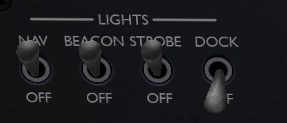 LIGHTS
NAV BEACON STROBE DOCK
OFF OFF OFF